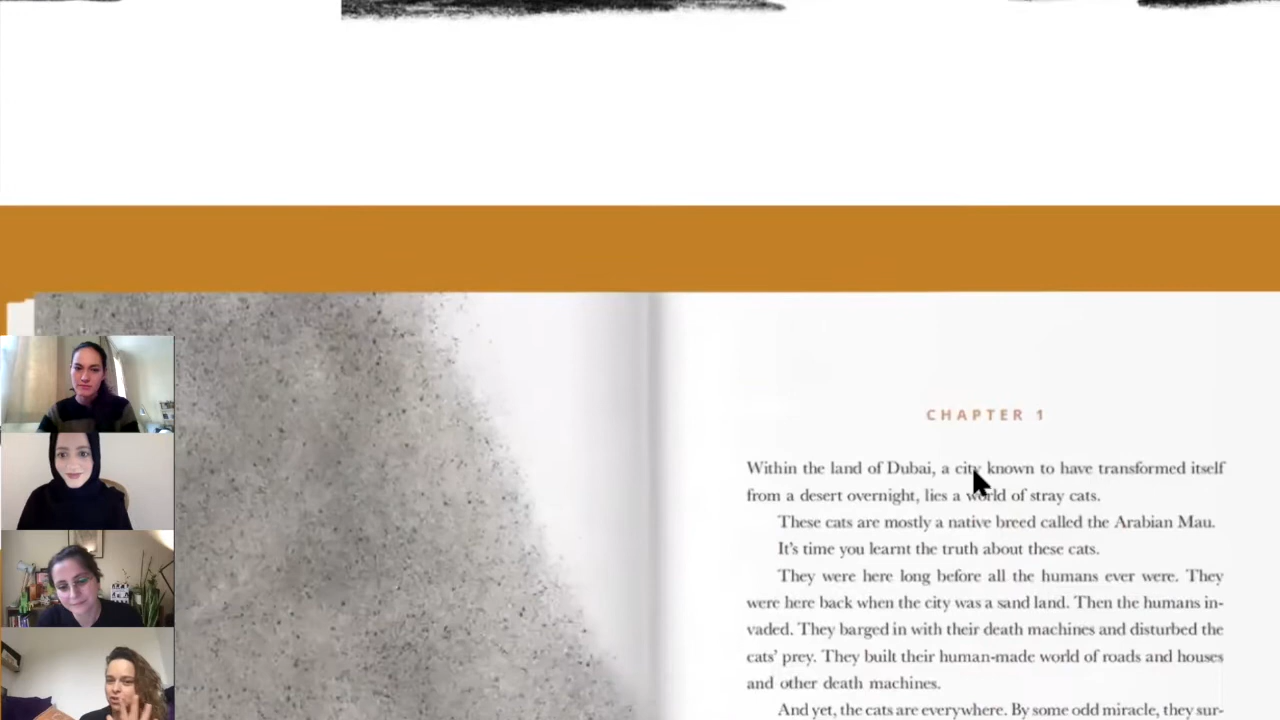 CHAPTER 1
Within the land of Dubai, a city known to have transformed itself
from a desert overnight, lies a world of stray cats.
These cats are mostly a native breed called the Arabian Mau.
It's time you learnt the truth about these cats.
They were here long before all the humans ever were. They
were here back when the city was a sand land. Then the humans in-
vaded. They barged in with their death machines and disturbed the
cats' prey. They built their human-made world of roads and houses
and other death machines.
And yet, the cats are everywhere. By some odd miracle, they sur-